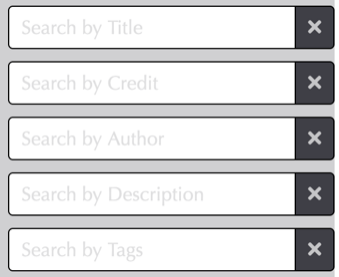 Search by Title
Search by Credit
Search by Author
Search by Description
Search by Tags